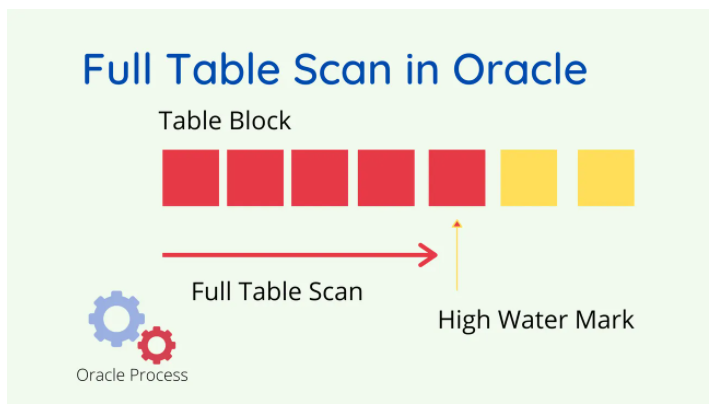 Full Table Scan in Oracle
Table Block
Full Table Scan
High Water Mark
Oracle Process